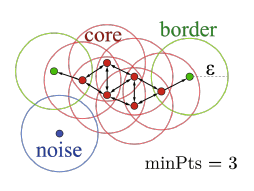 core
border
ε
noise
minPts = 3